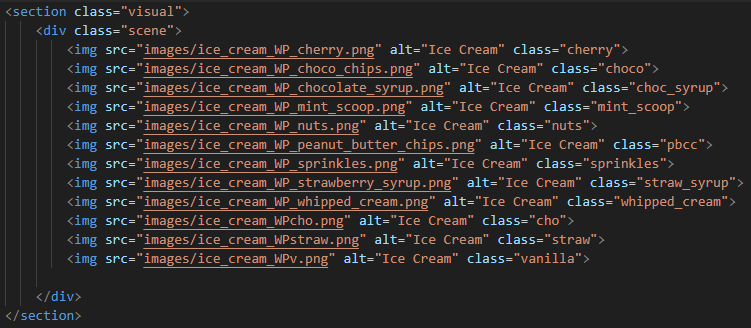 <section class="visual">
<div class="scene">
<img src="images/ice_cream_WP_cherry.png" alt="Ice Cream" class="cherry">
<img src="images/ice_cream_WP_choco_chips.png" alt="Ice Cream" class="choco">
<img src="images/ice_cream_WP_chocolate_syrup.png" alt="Ice Cream" class="choc_syrup">
<img src="images/ice_cream_WP_mint_scoop.png" alt="Ice Cream" class="mint_scoop">
<img src="images/ice_cream_WP_nuts.png" alt="Ice Cream" class="nuts">
<img src="images/ice_cream_WP_peanut_butter_chips.png" alt="Ice Cream" class="pbcc">
<img src="images/ice_cream_WP_sprinkles.png" alt="Ice Cream" class="sprinkles">
<img src="images/ice_cream_WP_strawberry_syrup.png" alt="Ice Cream" class="straw_syrup">
<img src="images/ice_cream_WP_whipped_cream.png" alt="Ice Cream" class="whipped_cream">
<img src="images/ice_cream_WPcho.png" alt="Ice Cream" class="cho">
<img src="images/ice_cream_WPstraw.png" alt="Ice Cream" class="straw">
<img src="images/ice_cream_WPv.png" alt="Ice Cream" class="vanilla">
</div>
</section>